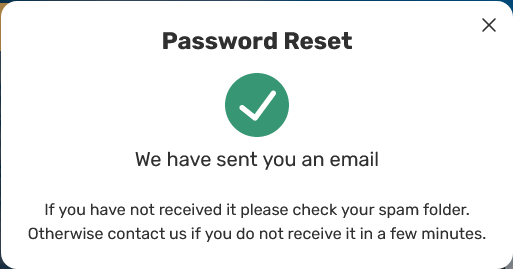 Password Reset
We have sent you an email
If you have not received it please check your spam folder.
Otherwise contact us if you do not receive it in a few minutes.